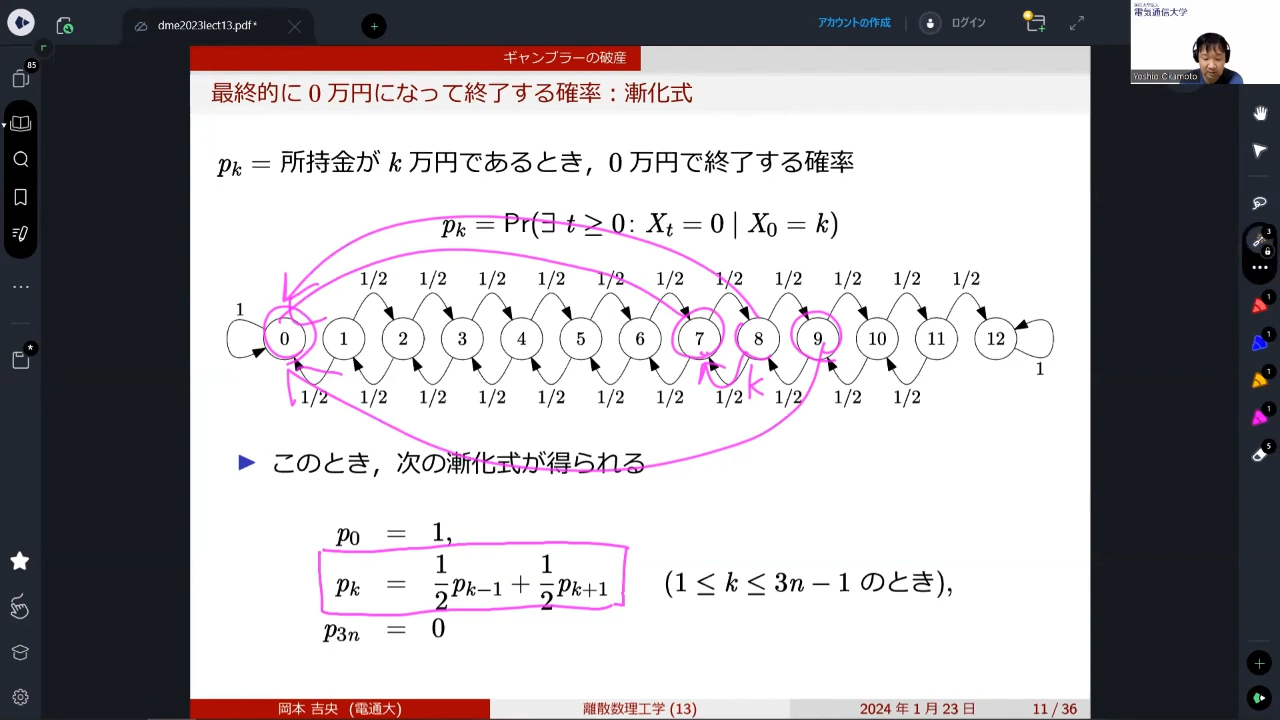 dme2023lect13.pdf*
アカウントの作成
ログイン
電気通信大学
Yoshio Okamoto
85
ギャンブラーの破産
最終的に 0 万円になって終了する確率：漸化式
p_k = 所持金が k 万円であるとき，0 万円で終了する確率
p_k = Pr(∃ t ≥ 0: X_t = 0 | X_0 = k)
1/2 1/2 1/2 1/2 1/2 1/2 1/2 1/2 1/2 1/2 1/2
1
0 1 2 3 4 5 6 7 8 9 10 11 12
1
1/2 1/2 1/2 1/2 1/2 1/2 1/2 1/2 1/2 1/2 1/2
k
このとき，次の漸化式が得られる
p_0 = 1,
p_k = 1/2 p_{k−1} + 1/2 p_{k+1} (1 ≤ k ≤ 3n − 1 のとき),
p_{3n} = 0
岡本 吉央 (電通大)
離散数理工学 (13)
2024 年 1 月 23 日
11 / 36
3
1
1
1
1
5